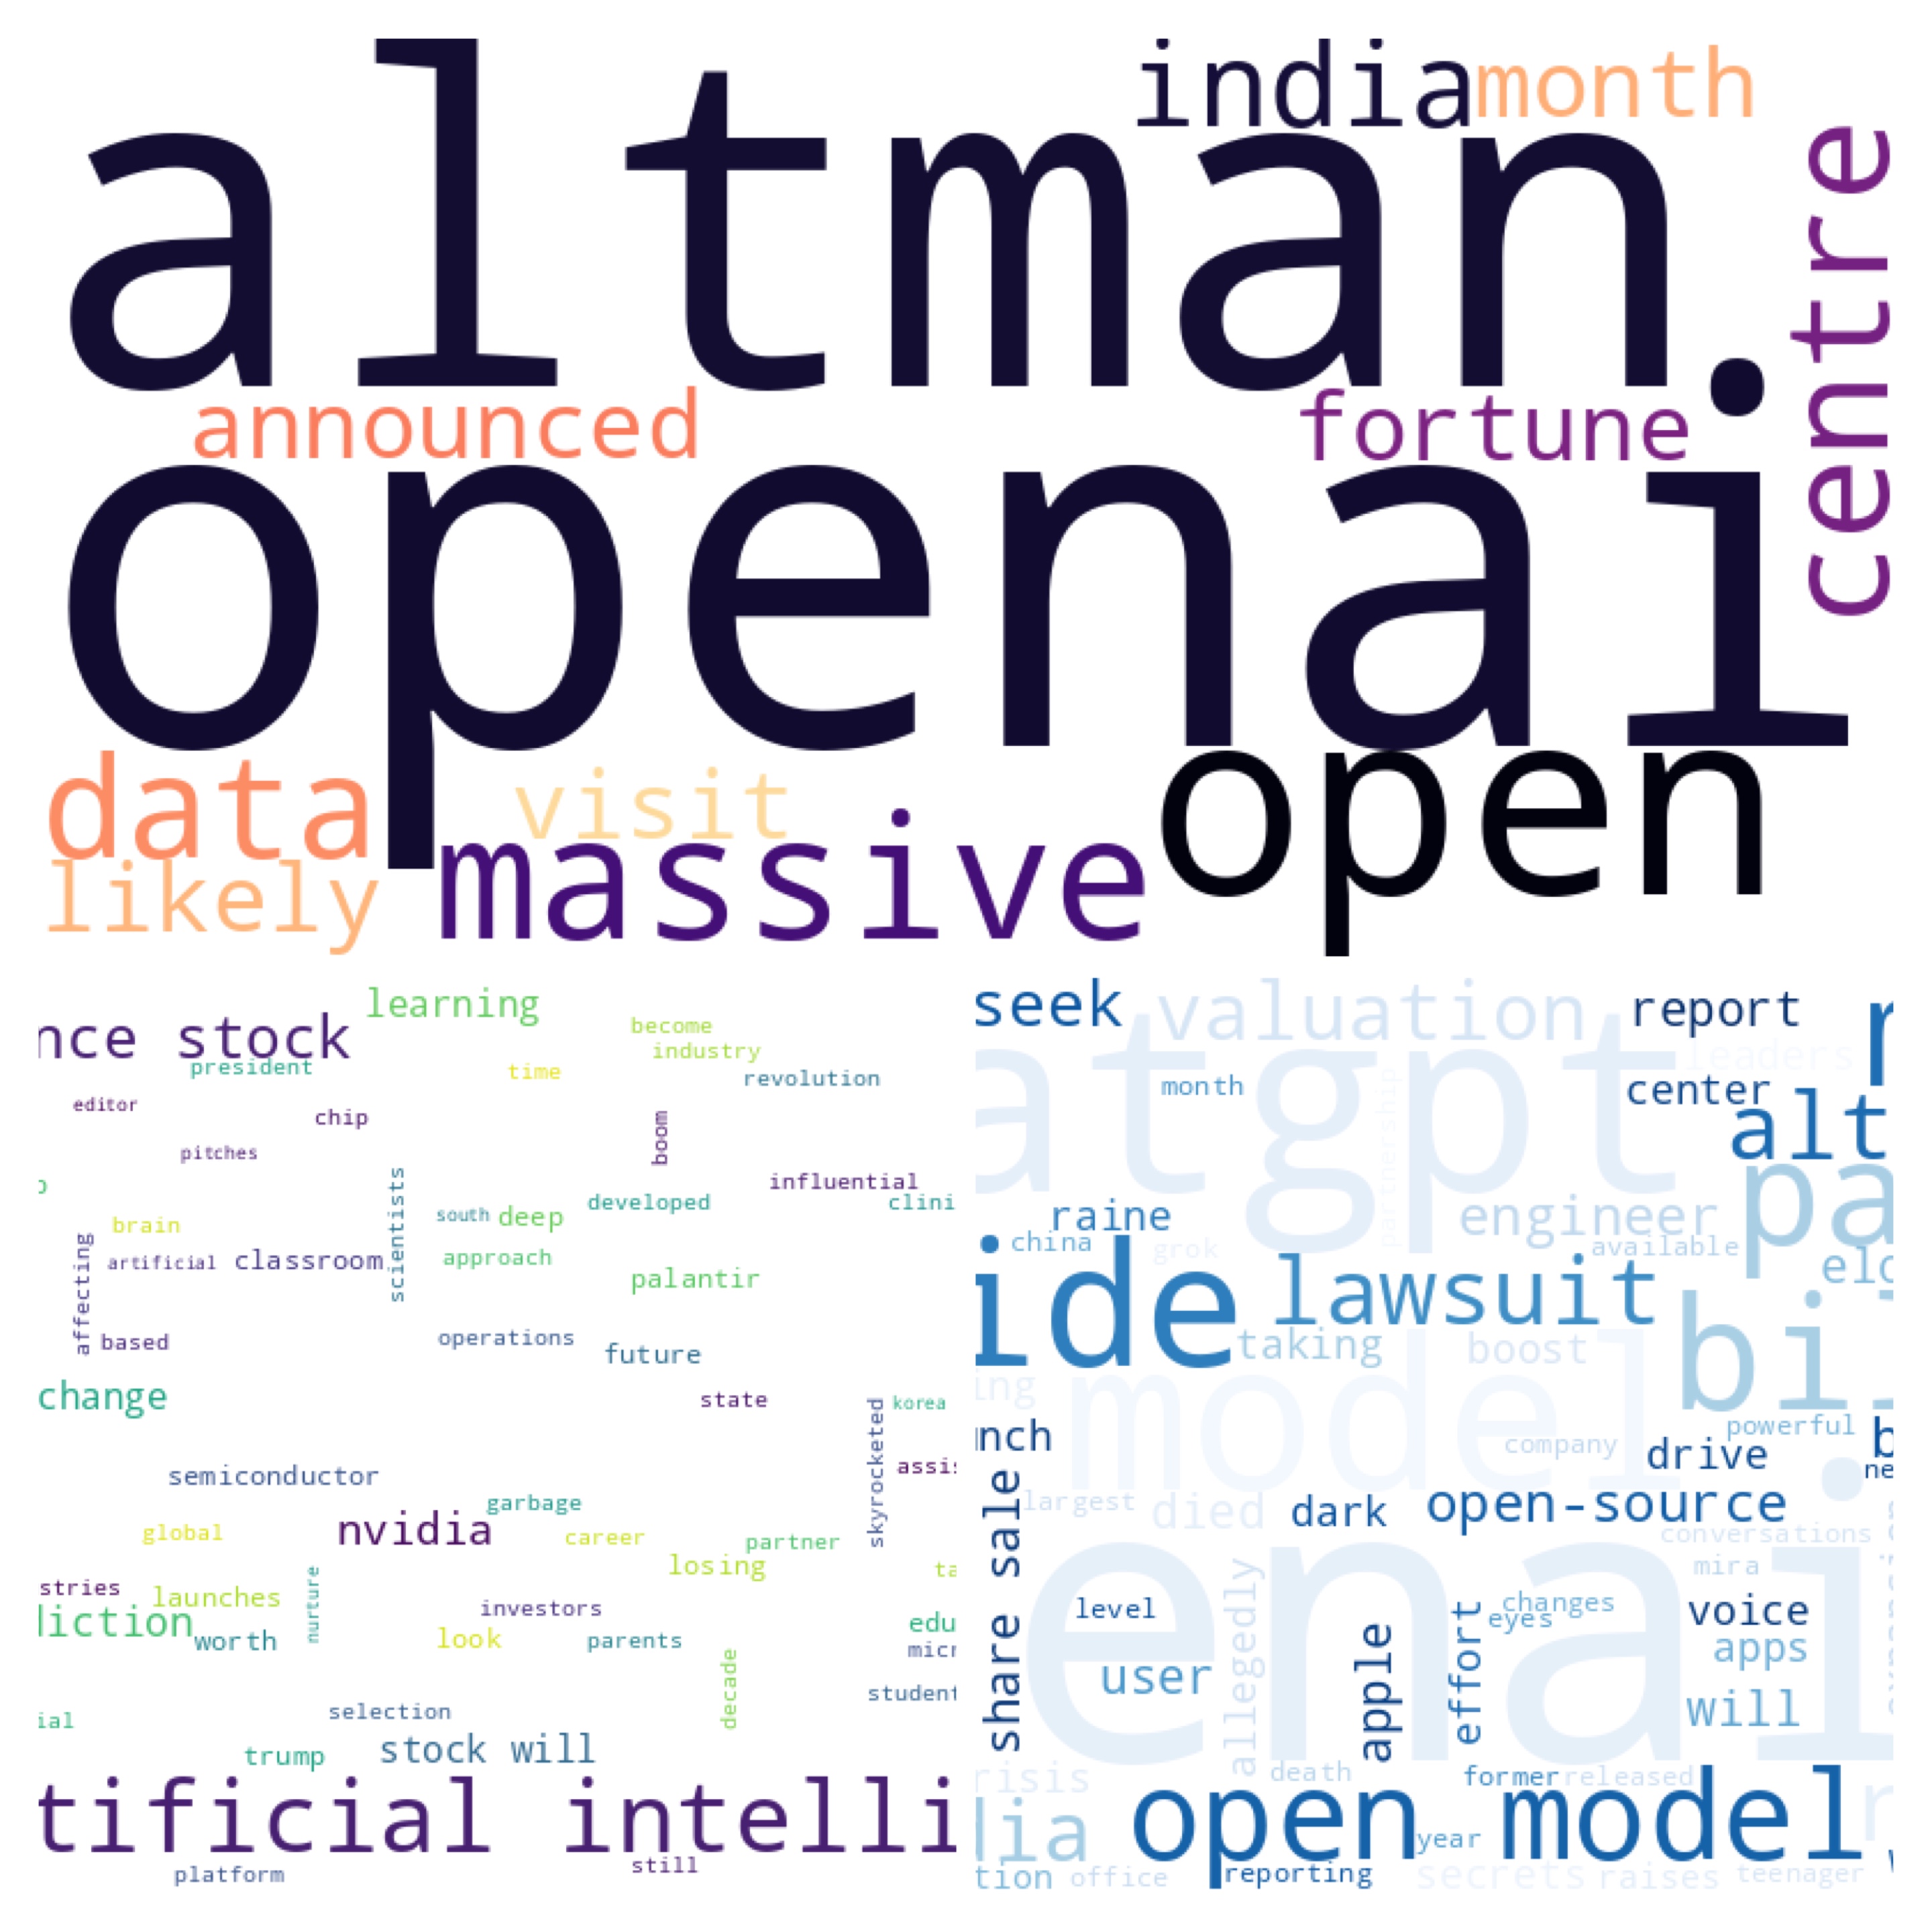 india month
altman
centre
announced fortune
openai
data visit open
likely massive
learning
nce stock
become
industry
president time
revolution
editor
chip
boom
pitches
scientists
influential
developed clini
south deep
brain
affecting
artificial classroom approach
palantir
based operations
future
change
state korea
skyrocketed
semiconductor assis
garbage
global nvidia career partner
losing
ta
stries launches nurture investors
liction edu
worth look parents
micr
decade
student
selection
ial
trump stock will
tificial intelli
platform still
seek valuation report
atgpt leaders
month center
partnership
alt
raine engineer pa
china grok available
elo
ide lawsuit
taking boost bi
ing model
powerful
nch company drive b
ne
share sale largest died dark open-source
conversations
enai
mira
allegedly
level changes voice
effort eyes
apple
user apps
will
expansion
risis death former released
lia open model
year
tion office reporting secrets raises teenager